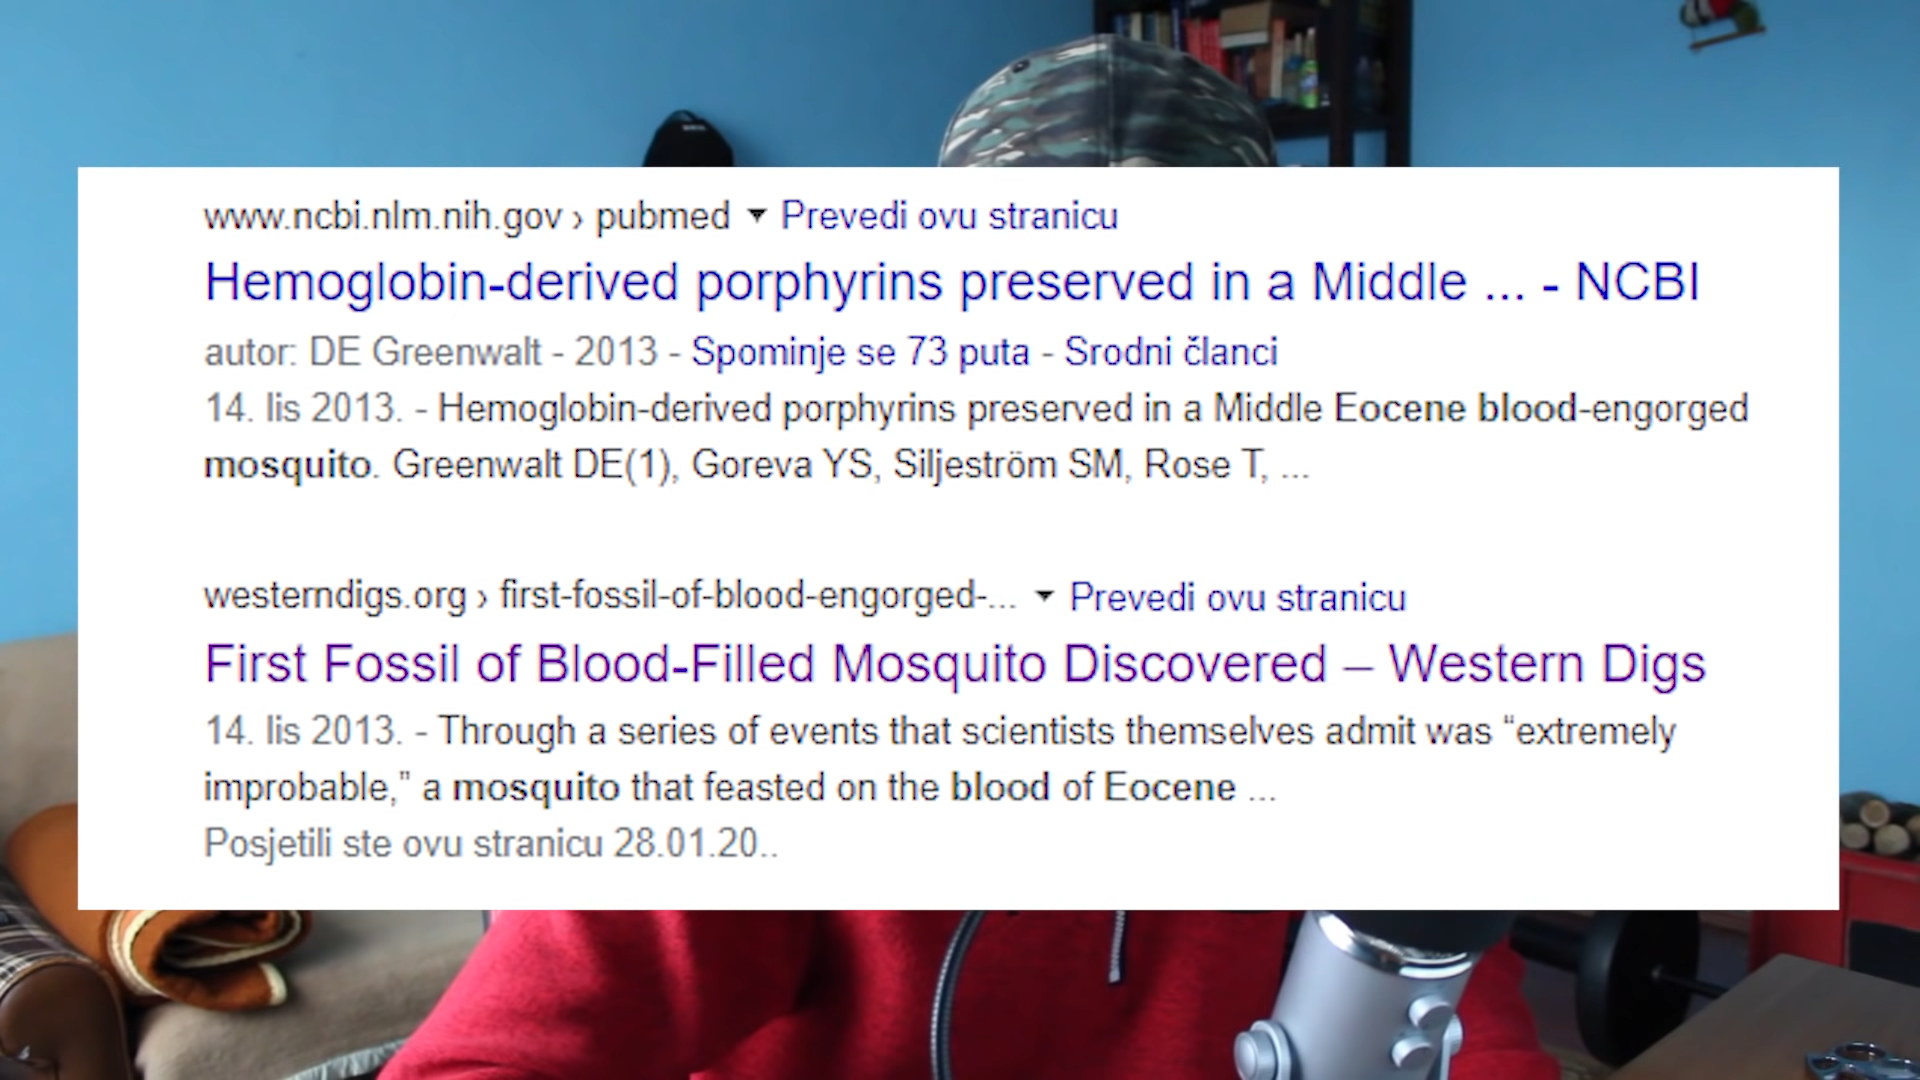 www.ncbi.nlm.nih.gov › pubmed ▼ Prevedi ovu stranicu
Hemoglobin-derived porphyrins preserved in a Middle ... - NCBI
autor: DE Greenwalt - 2013 - Spominje se 73 puta - Srodni članci
14. lis 2013. - Hemoglobin-derived porphyrins preserved in a Middle Eocene blood-engorged
mosquito. Greenwalt DE(1), Goreva YS, Siljeström SM, Rose T, ...
westerndigs.org › first-fossil-of-blood-engorged-... ▼ Prevedi ovu stranicu
First Fossil of Blood-Filled Mosquito Discovered – Western Digs
14. lis 2013. - Through a series of events that scientists themselves admit was “extremely
improbable,” a mosquito that feasted on the blood of Eocene ...
Posjetili ste ovu stranicu 28.01.20..